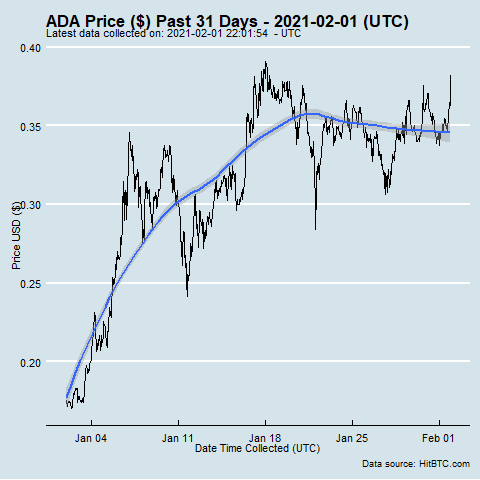 ADA Price ($) Past 31 Days - 2021-02-01 (UTC)
Latest data collected on: 2021-02-01 22:01:54 - UTC
0.40
0.35
0.30
0.25
0.20
Price USD ($)
Jan 04 Jan 11 Jan 18 Jan 25 Feb 01
Date Time Collected (UTC)
Data source: HitBTC.com